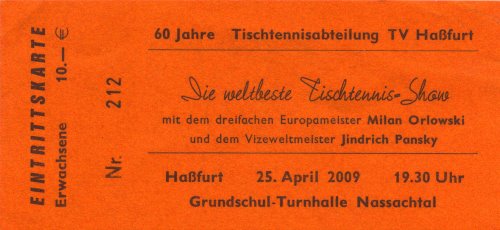 EINTRITTSKARTE
Erwachsene 10.— €
Nr. 212
60 Jahre Tischtennisabteilung TV Haßfurt
Die weltbeste Tischtennis-Show
mit dem dreifachen Europameister Milan Orlowski
und dem Vizeweltmeister Jindrich Pansky
Haßfurt 25. April 2009 19.30 Uhr
Grundschul-Turnhalle Nassachtal